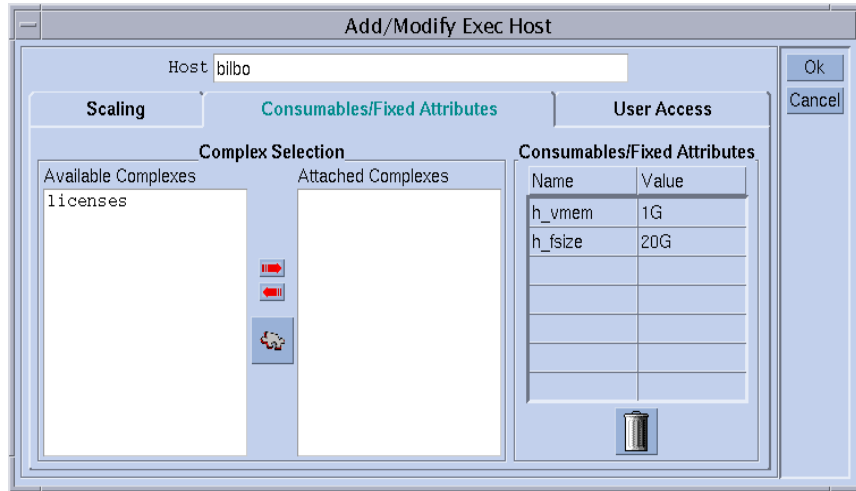 Add/Modify Exec Host
Host bilbo
Ok
Cancel
Scaling
Consumables/Fixed Attributes
User Access
Complex Selection
Available Complexes
Attached Complexes
licenses
Consumables/Fixed Attributes
Name Value
h_vmem 1G
h_fsize 20G